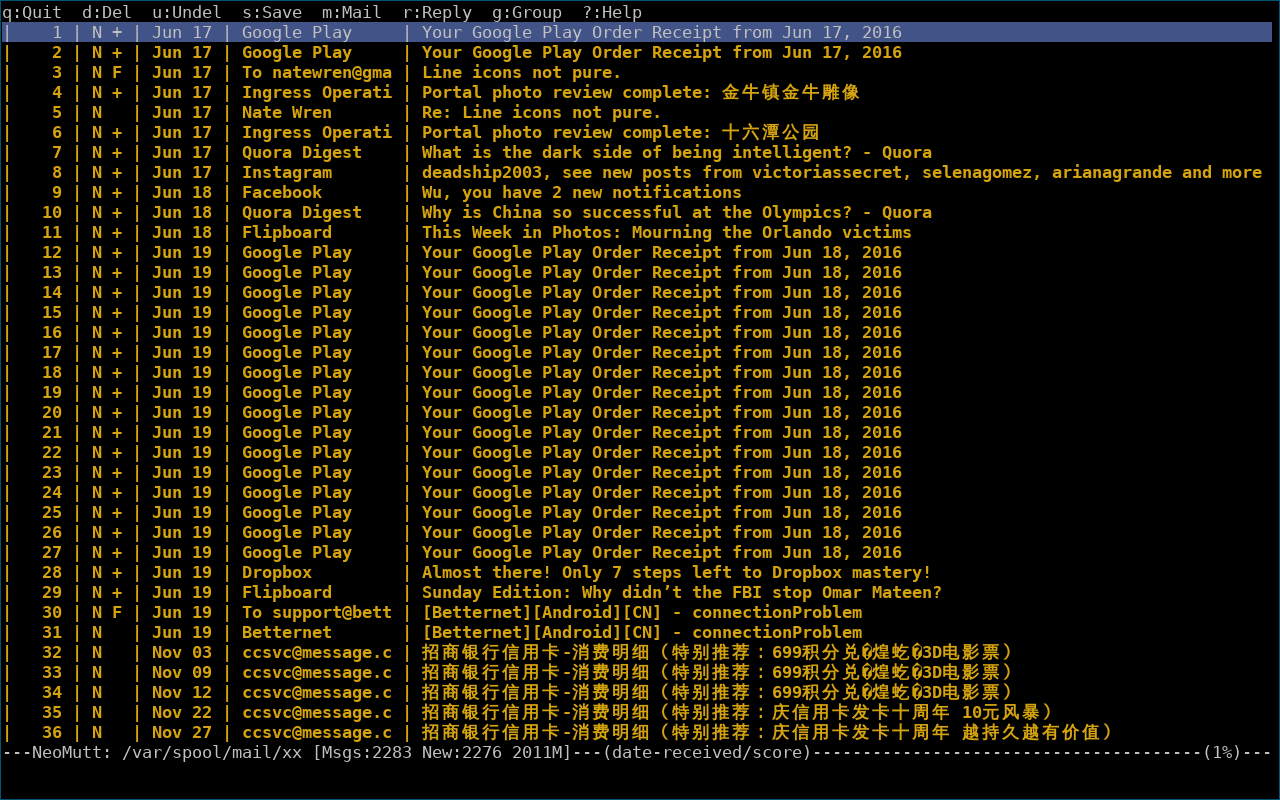 q:Quit  d:Del  u:Undel  s:Save  m:Mail  r:Reply  g:Group  ?:Help
|    1 | N + | Jun 17 | Google Play     | Your Google Play Order Receipt from Jun 17, 2016
|    2 | N + | Jun 17 | Google Play     | Your Google Play Order Receipt from Jun 17, 2016
|    3 | N F | Jun 17 | To natewren@gma | Line icons not pure.
|    4 | N + | Jun 17 | Ingress Operati | Portal photo review complete: 金牛镇金牛雕像
|    5 | N   | Jun 17 | Nate Wren       | Re: Line icons not pure.
|    6 | N + | Jun 17 | Ingress Operati | Portal photo review complete: 十六潭公园
|    7 | N + | Jun 17 | Quora Digest    | What is the dark side of being intelligent? - Quora
|    8 | N + | Jun 17 | Instagram       | deadship2003, see new posts from victoriassecret, selenagomez, arianagrande and more
|    9 | N + | Jun 18 | Facebook        | Wu, you have 2 new notifications
|   10 | N + | Jun 18 | Quora Digest    | Why is China so successful at the Olympics? - Quora
|   11 | N + | Jun 18 | Flipboard       | This Week in Photos: Mourning the Orlando victims
|   12 | N + | Jun 19 | Google Play     | Your Google Play Order Receipt from Jun 18, 2016
|   13 | N + | Jun 19 | Google Play     | Your Google Play Order Receipt from Jun 18, 2016
|   14 | N + | Jun 19 | Google Play     | Your Google Play Order Receipt from Jun 18, 2016
|   15 | N + | Jun 19 | Google Play     | Your Google Play Order Receipt from Jun 18, 2016
|   16 | N + | Jun 19 | Google Play     | Your Google Play Order Receipt from Jun 18, 2016
|   17 | N + | Jun 19 | Google Play     | Your Google Play Order Receipt from Jun 18, 2016
|   18 | N + | Jun 19 | Google Play     | Your Google Play Order Receipt from Jun 18, 2016
|   19 | N + | Jun 19 | Google Play     | Your Google Play Order Receipt from Jun 18, 2016
|   20 | N + | Jun 19 | Google Play     | Your Google Play Order Receipt from Jun 18, 2016
|   21 | N + | Jun 19 | Google Play     | Your Google Play Order Receipt from Jun 18, 2016
|   22 | N + | Jun 19 | Google Play     | Your Google Play Order Receipt from Jun 18, 2016
|   23 | N + | Jun 19 | Google Play     | Your Google Play Order Receipt from Jun 18, 2016
|   24 | N + | Jun 19 | Google Play     | Your Google Play Order Receipt from Jun 18, 2016
|   25 | N + | Jun 19 | Google Play     | Your Google Play Order Receipt from Jun 18, 2016
|   26 | N + | Jun 19 | Google Play     | Your Google Play Order Receipt from Jun 18, 2016
|   27 | N + | Jun 19 | Google Play     | Your Google Play Order Receipt from Jun 18, 2016
|   28 | N + | Jun 19 | Dropbox         | Almost there! Only 7 steps left to Dropbox mastery!
|   29 | N + | Jun 19 | Flipboard       | Sunday Edition: Why didn’t the FBI stop Omar Mateen?
|   30 | N F | Jun 19 | To support@bett | [Betternet][Android][CN] - connectionProblem
|   31 | N   | Jun 19 | Betternet       | [Betternet][Android][CN] - connectionProblem
|   32 | N   | Nov 03 | ccsvc@message.c | 招商银行信用卡-消费明细（特别推荐：699积分兑�煌虼�3D电影票）
|   33 | N   | Nov 09 | ccsvc@message.c | 招商银行信用卡-消费明细（特别推荐：699积分兑�煌虼�3D电影票）
|   34 | N   | Nov 12 | ccsvc@message.c | 招商银行信用卡-消费明细（特别推荐：699积分兑�煌虼�3D电影票）
|   35 | N   | Nov 22 | ccsvc@message.c | 招商银行信用卡-消费明细（特别推荐：庆信用卡发卡十周年 10元风暴）
|   36 | N   | Nov 27 | ccsvc@message.c | 招商银行信用卡-消费明细（特别推荐：庆信用卡发卡十周年 越持久越有价值）
---NeoMutt: /var/spool/mail/xx [Msgs:2283 New:2276 2011M]---(date-received/score)---------------------------------------(1%)---